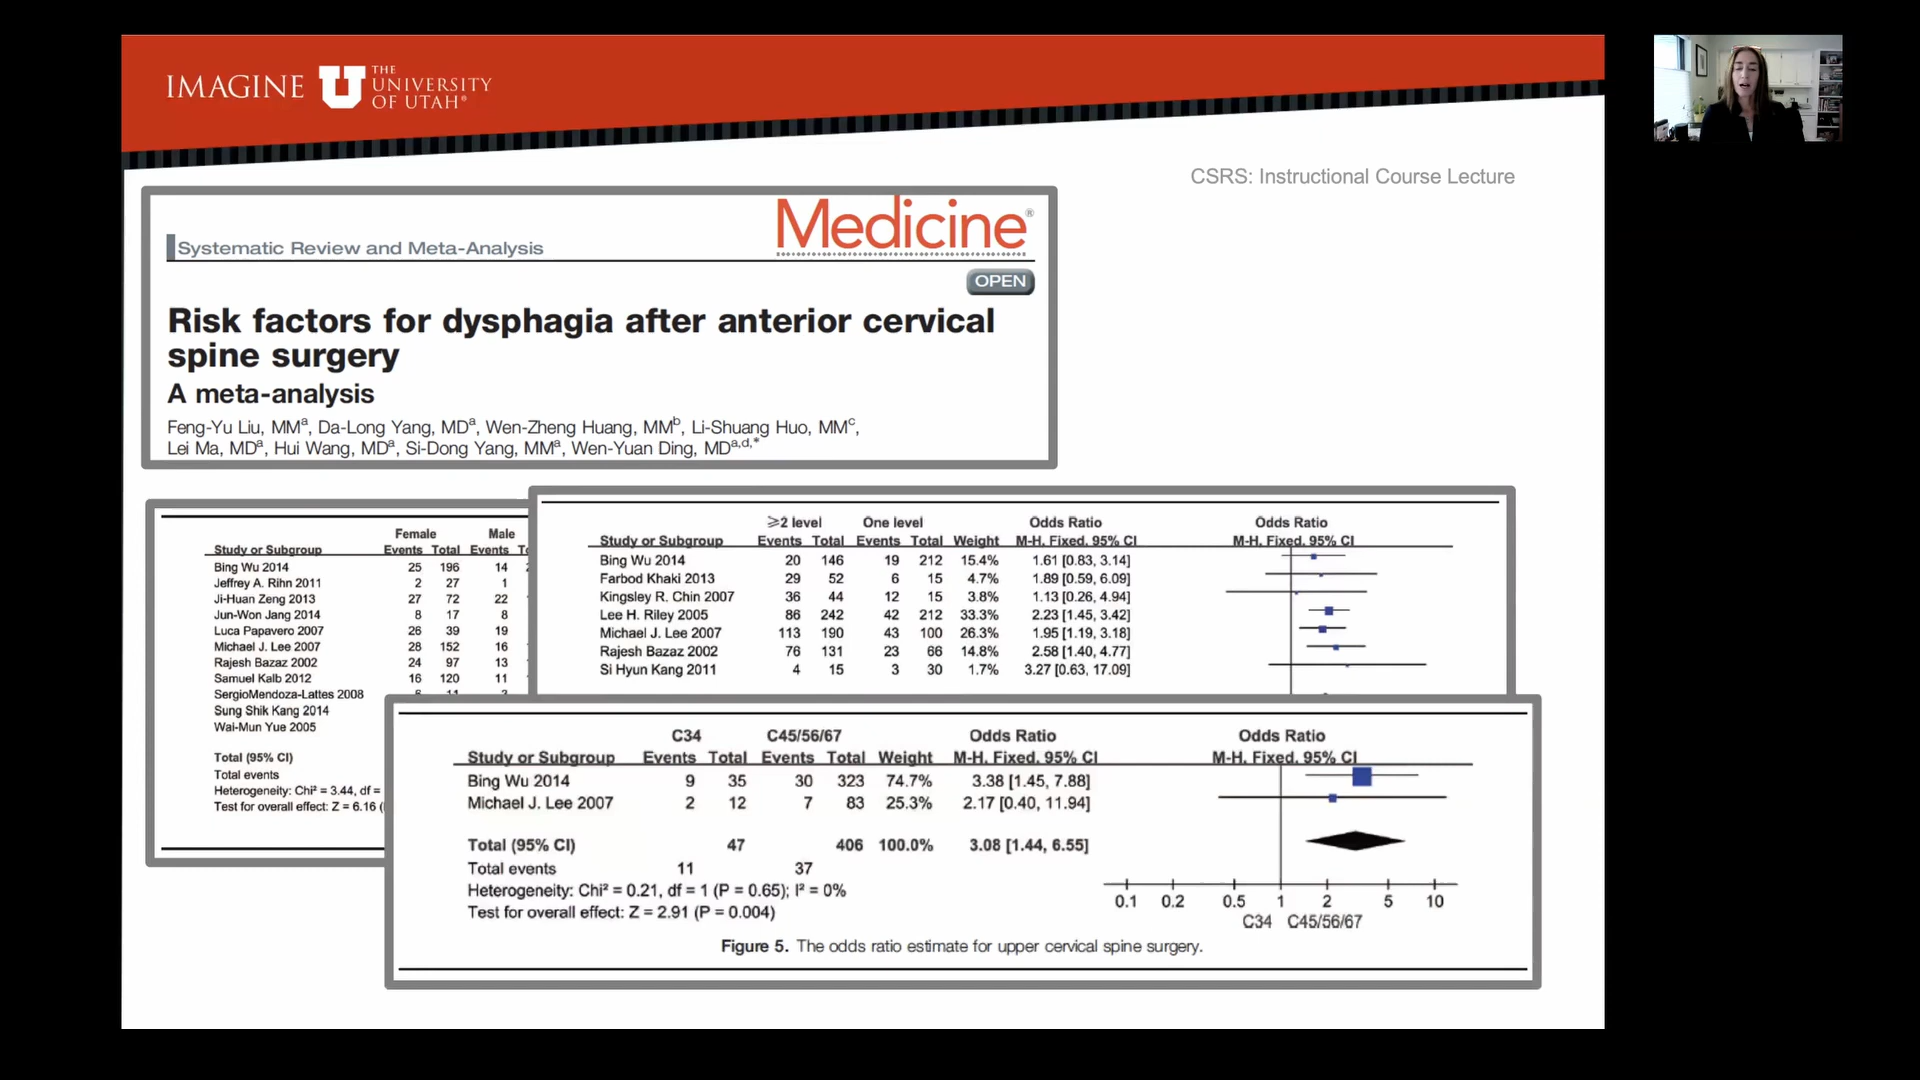 IMAGINE
THE
UNIVERSITY
OF UTAH®
CSRS: Instructional Course Lecture
Systematic Review and Meta-Analysis
Medicine®
OPEN
Risk factors for dysphagia after anterior cervical
spine surgery
A meta-analysis
Feng-Yu Liu, MMa, Da-Long Yang, MDa, Wen-Zheng Huang, MMb, Li-Shuang Huo, MMc,
Lei Ma, MDa, Hui Wang, MDa, Si-Dong Yang, MMa, Wen-Yuan Ding, MDa,d,*
Female Male
Study or Subgroup Events Total Events
Bing Wu 2014 25 196 14
Jeffrey A. Rihn 2011 2 27 1
Ji-Huan Zeng 2013 27 72 22
Jun-Won Jang 2014 8 17 8
Luca Papavero 2007 26 39 19
Michael J. Lee 2007 28 152 16
Rajesh Bazaz 2002 24 97 13
Samuel Kalb 2012 16 120 11
SergioMendoza-Lattes 2008
Sung Shik Kang 2014
Wai-Mun Yue 2005
Total (95% CI)
Total events
Heterogeneity: Chi² = 3.44, df =
Test for overall effect: Z = 6.16
≥2 level One level Odds Ratio Odds Ratio
Study or Subgroup Events Total Events Total Weight M-H. Fixed. 95% CI M-H. Fixed. 95% CI
Bing Wu 2014 20 146 19 212 15.4% 1.61 [0.83, 3.14]
Farbod Khaki 2013 29 52 6 15 4.7% 1.89 [0.59, 6.09]
Kingsley R. Chin 2007 36 44 12 15 3.8% 1.13 [0.26, 4.94]
Lee H. Riley 2005 86 242 42 212 33.3% 2.23 [1.45, 3.42]
Michael J. Lee 2007 113 190 43 100 26.3% 1.95 [1.19, 3.18]
Rajesh Bazaz 2002 76 131 23 66 14.8% 2.58 [1.40, 4.77]
Si Hyun Kang 2011 4 15 3 30 1.7% 3.27 [0.63, 17.09]
C34 C45/56/67 Odds Ratio Odds Ratio
Study or Subgroup Events Total Events Total Weight M-H. Fixed. 95% CI M-H. Fixed. 95% CI
Bing Wu 2014 9 35 30 323 74.7% 3.38 [1.45, 7.88]
Michael J. Lee 2007 2 12 7 83 25.3% 2.17 [0.40, 11.94]
Total (95% CI) 47 406 100.0% 3.08 [1.44, 6.55]
Total events 11 37
Heterogeneity: Chi² = 0.21, df = 1 (P = 0.65); I² = 0%
Test for overall effect: Z = 2.91 (P = 0.004)
0.1 0.2 0.5 1 2 5 10
C34 C45/56/67
Figure 5. The odds ratio estimate for upper cervical spine surgery.